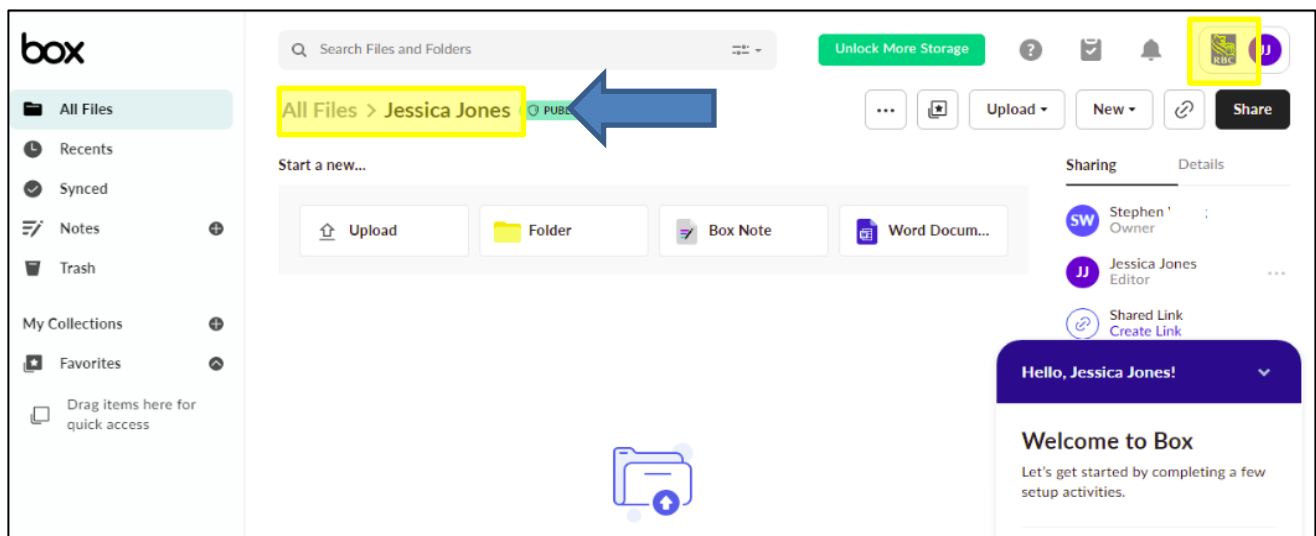 box
Search Files and Folders
Unlock More Storage
RBC
JJ
All Files
All Files > Jessica Jones
Upload
New
Share
Recents
Start a new...
Sharing
Details
Synced
Notes
Upload
Folder
Box Note
Word Docum...
SW
Stephen
Owner
Trash
JJ
Jessica Jones
Editor
My Collections
Shared Link
Create Link
Favorites
Hello, Jessica Jones!
Drag items here for
quick access
Welcome to Box
Let's get started by completing a few
setup activities.